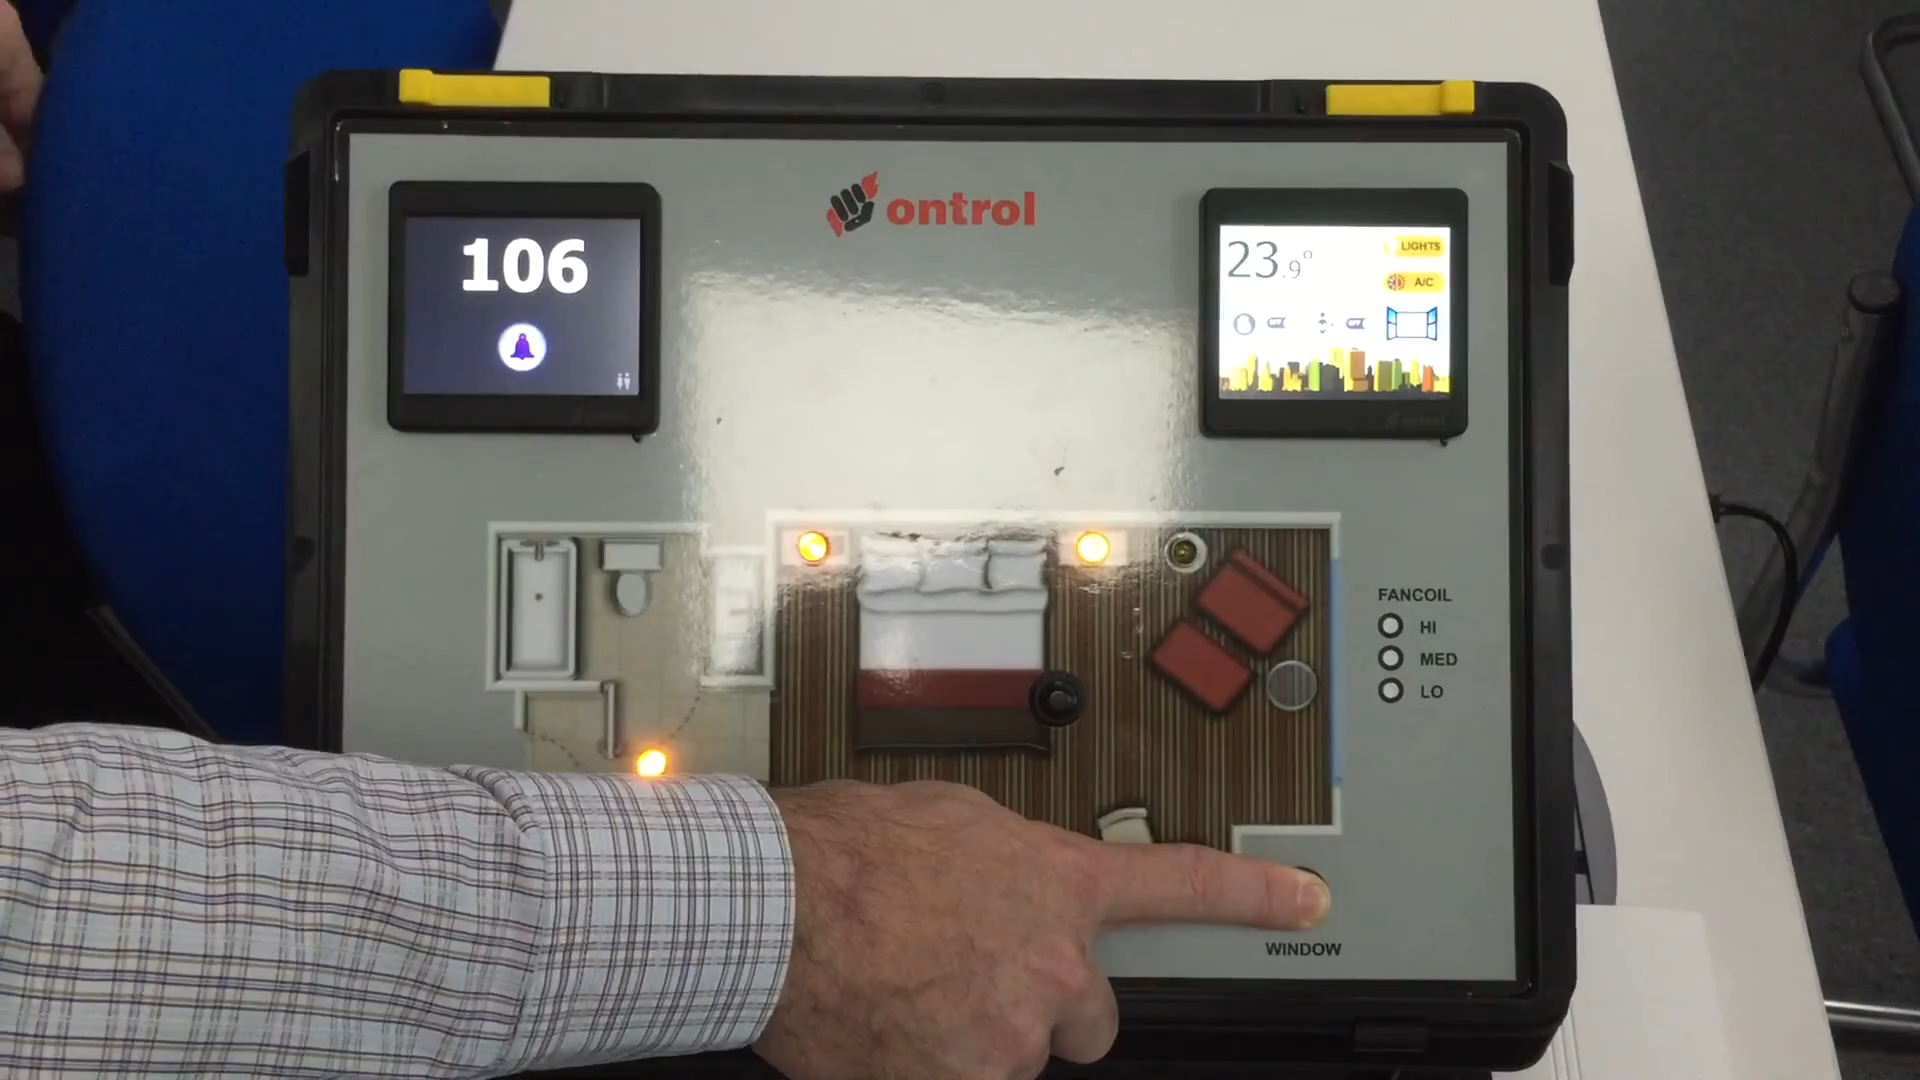 ontrol
106
23.9°
LIGHTS
A/C
FANCOIL
HI
MED
LO
WINDOW